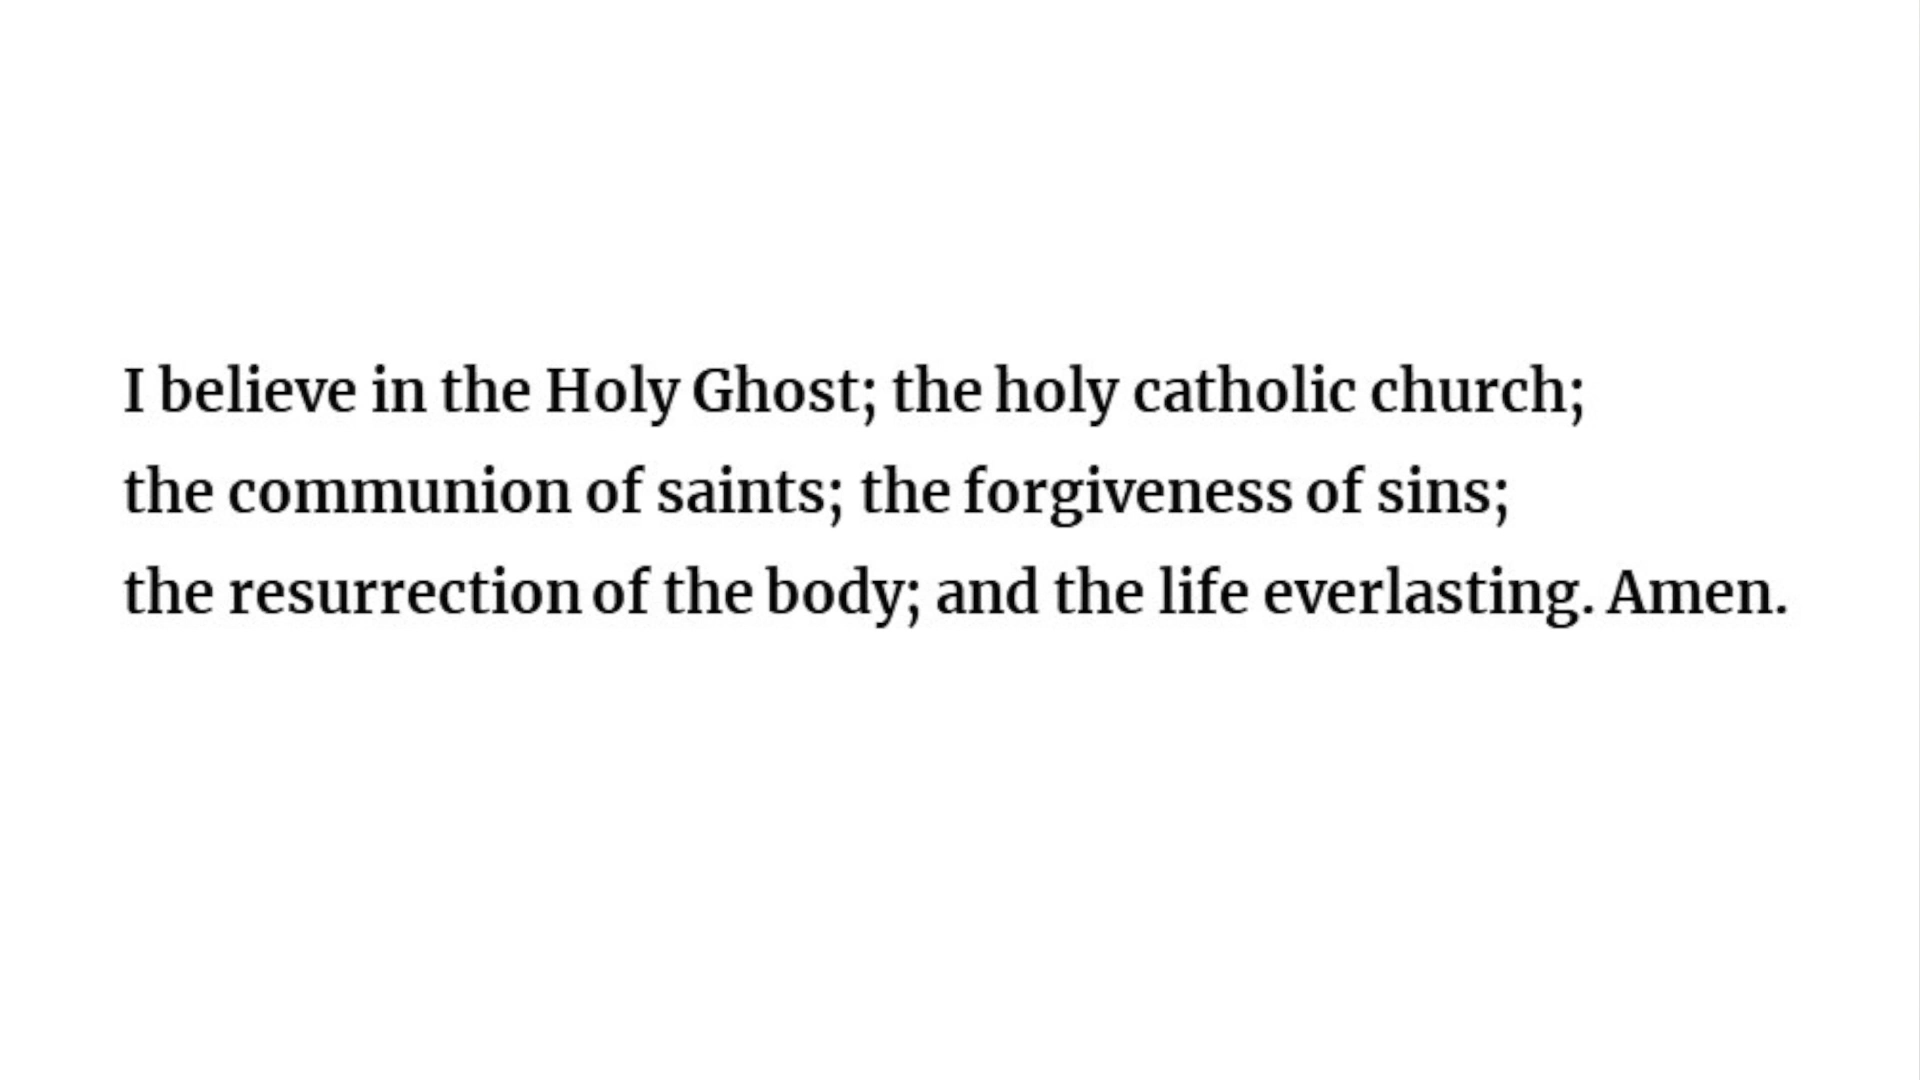 I believe in the Holy Ghost; the holy catholic church;
the communion of saints; the forgiveness of sins;
the resurrection of the body; and the life everlasting. Amen.